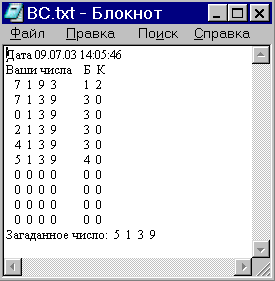 BC.txt - Блокнот
Файл Правка Поиск Справка
Дата 09.07.03 14:05:46
Ваши числа Б К
7 1 9 3 1 2
7 1 3 9 3 0
0 1 3 9 3 0
2 1 3 9 3 0
4 1 3 9 3 0
5 1 3 9 4 0
0 0 0 0 0 0
0 0 0 0 0 0
0 0 0 0 0 0
0 0 0 0 0 0
Загаданное число: 5 1 3 9